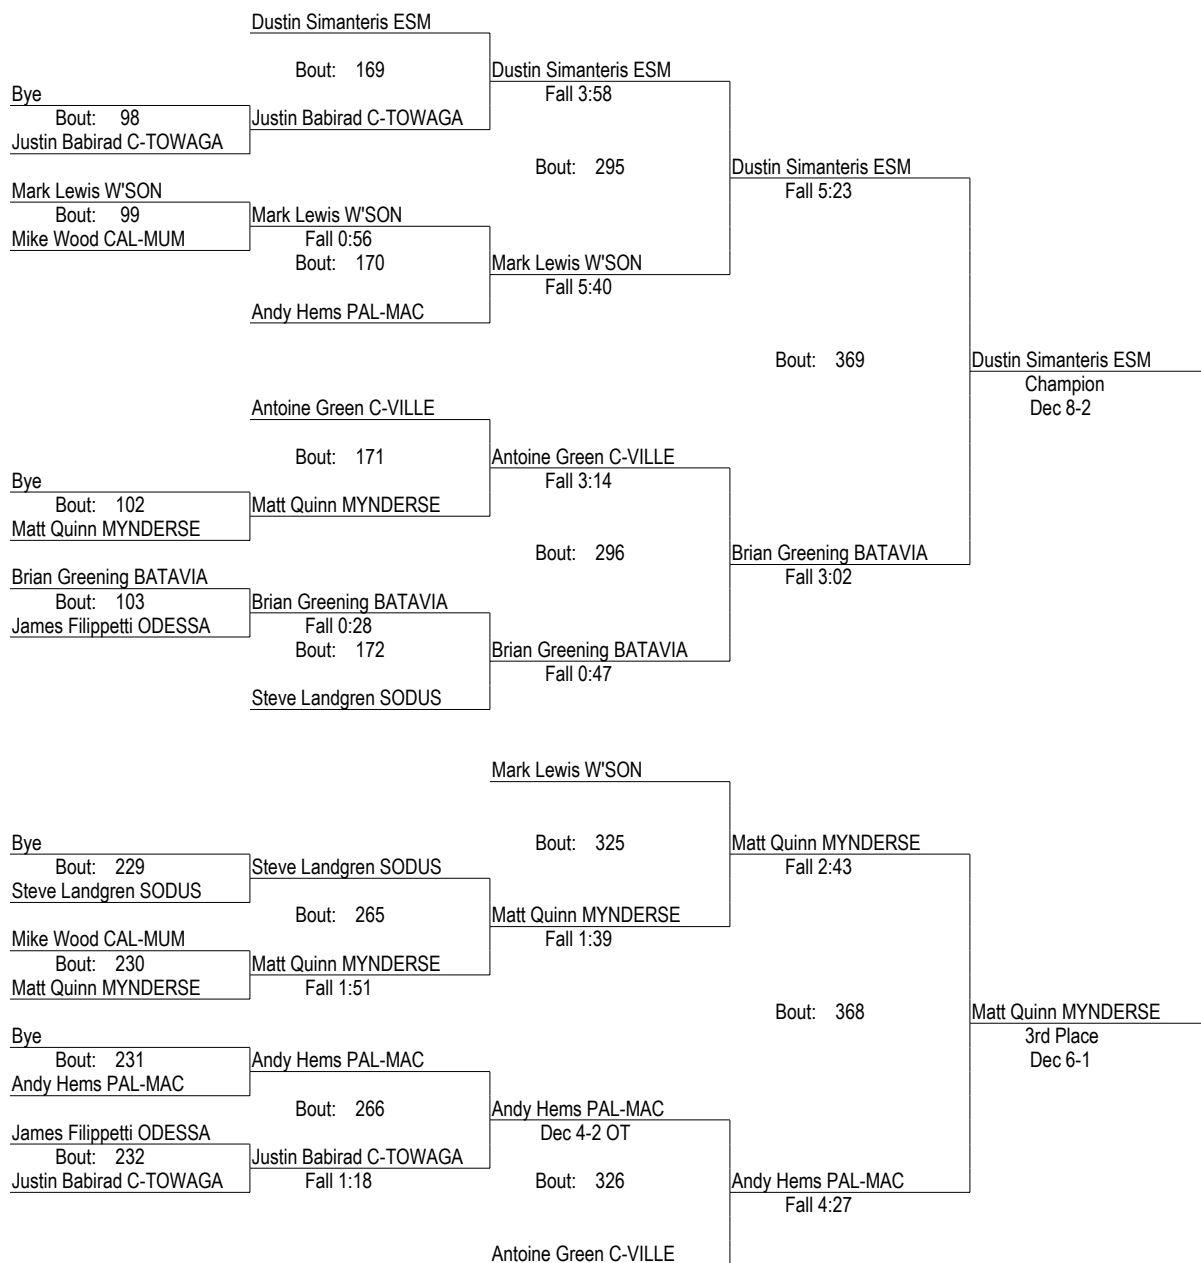 Dustin Simanteris ESM
Bout: 169
Dustin Simanteris ESM
Fall 3:58
Bye
Bout: 98
Justin Babirad C-TOWAGA
Justin Babirad C-TOWAGA
Bout: 295
Dustin Simanteris ESM
Fall 5:23
Mark Lewis W'SON
Bout: 99
Mark Lewis W'SON
Mike Wood CAL-MUM
Fall 0:56
Bout: 170
Mark Lewis W'SON
Fall 5:40
Andy Hems PAL-MAC
Bout: 369
Dustin Simanteris ESM
Champion
Dec 8-2
Antoine Green C-VILLE
Bout: 171
Antoine Green C-VILLE
Fall 3:14
Bye
Bout: 102
Matt Quinn MYNDERSE
Matt Quinn MYNDERSE
Bout: 296
Brian Greening BATAVIA
Fall 3:02
Brian Greening BATAVIA
Bout: 103
Brian Greening BATAVIA
James Filippetti ODESSA
Fall 0:28
Bout: 172
Brian Greening BATAVIA
Fall 0:47
Steve Landgren SODUS
Mark Lewis W'SON
Bout: 325
Matt Quinn MYNDERSE
Fall 2:43
Bye
Bout: 229
Steve Landgren SODUS
Steve Landgren SODUS
Bout: 265
Matt Quinn MYNDERSE
Fall 1:39
Mike Wood CAL-MUM
Bout: 230
Matt Quinn MYNDERSE
Matt Quinn MYNDERSE
Fall 1:51
Bout: 368
Matt Quinn MYNDERSE
3rd Place
Dec 6-1
Bye
Bout: 231
Andy Hems PAL-MAC
Andy Hems PAL-MAC
Bout: 266
Andy Hems PAL-MAC
Dec 4-2 OT
James Filippetti ODESSA
Bout: 232
Justin Babirad C-TOWAGA
Justin Babirad C-TOWAGA
Fall 1:18
Bout: 326
Andy Hems PAL-MAC
Fall 4:27
Antoine Green C-VILLE